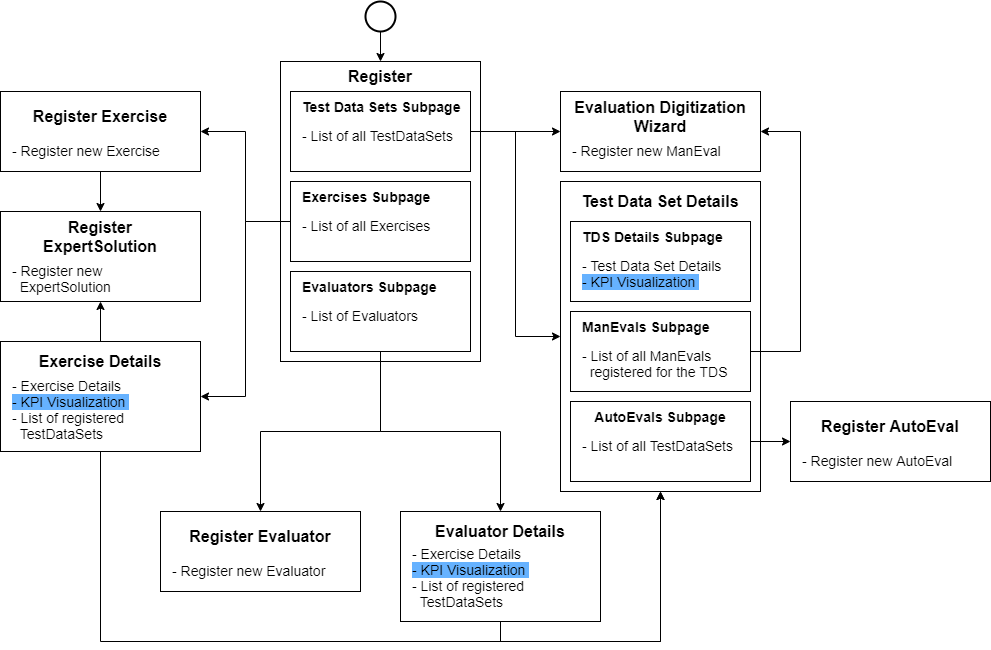 Register
Test Data Sets Subpage
- List of all TestDataSets
Exercises Subpage
- List of all Exercises
Evaluators Subpage
- List of Evaluators
Register Exercise
- Register new Exercise
Register
ExpertSolution
- Register new
ExpertSolution
Exercise Details
- Exercise Details
- KPI Visualization
- List of registered
TestDataSets
Evaluation Digitization
Wizard
- Register new ManEval
Test Data Set Details
TDS Details Subpage
- Test Data Set Details
- KPI Visualization
ManEvals Subpage
- List of all ManEvals
registered for the TDS
AutoEvals Subpage
- List of all TestDataSets
Register AutoEval
- Register new AutoEval
Register Evaluator
- Register new Evaluator
Evaluator Details
- Exercise Details
- KPI Visualization
- List of registered
TestDataSets